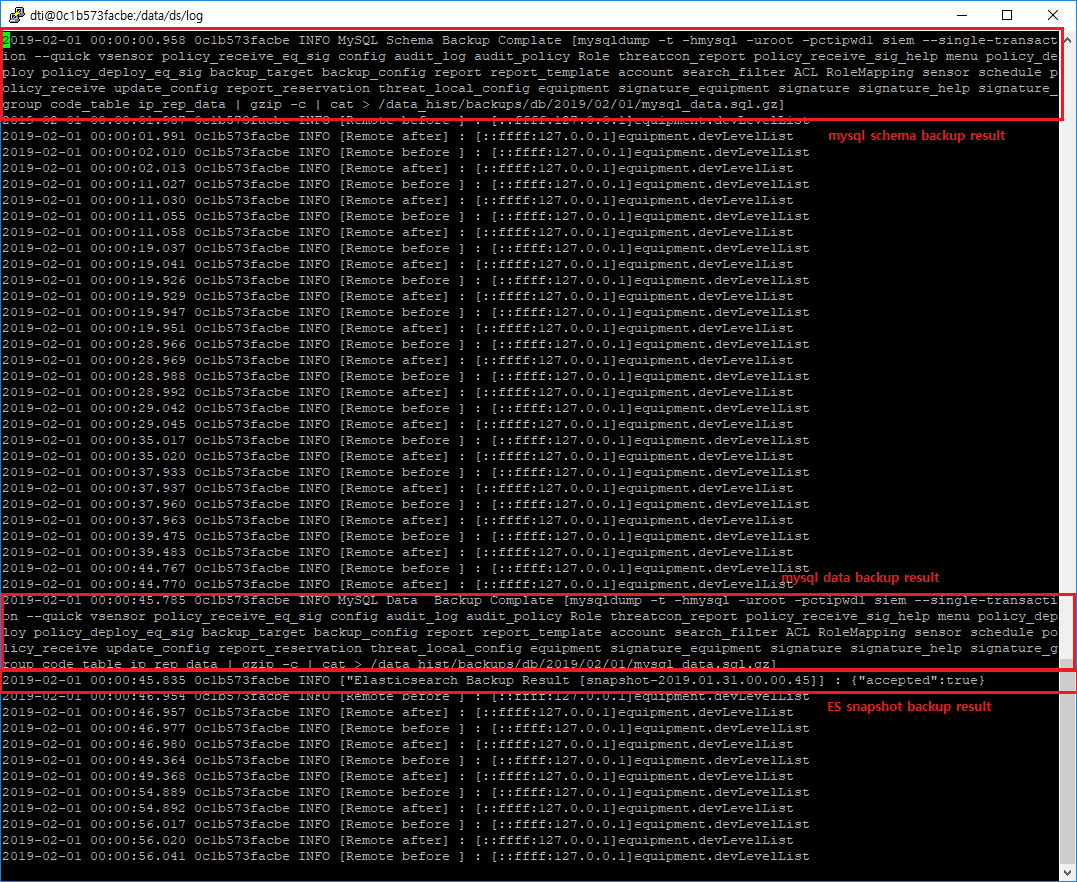 dti@0c1b573facbe:/data/ds/log
2019-02-01 00:00:00.958 0c1b573facbe INFO MySQL Schema Backup Complate [mysqldump -t -hmysql -uroot -pctipwdl siem --single-transact
ion --quick vsensor policy_receive_eq_sig config audit_log audit_policy Role threatcon_report policy_receive_sig_help menu policy_de
ploy policy_deploy_eq_sig backup_target backup_config report report_template account search_filter ACL RoleMapping sensor schedule p
olicy_receive update_config report_reservation threat_local_config equipment signature_equipment signature signature_help signature_
group code_table ip_rep_data | gzip -c | cat > /data_hist/backups/db/2019/02/01/mysql_data.sql.gz]
2019-02-01 00:00:01.987 0c1b573facbe INFO [Remote before ] : [::ffff:127.0.0.1]equipment.devLevelList
2019-02-01 00:00:01.991 0c1b573facbe INFO [Remote after] : [::ffff:127.0.0.1]equipment.devLevelList
mysql schema backup result
2019-02-01 00:00:02.010 0c1b573facbe INFO [Remote before ] : [::ffff:127.0.0.1]equipment.devLevelList
2019-02-01 00:00:02.013 0c1b573facbe INFO [Remote after] : [::ffff:127.0.0.1]equipment.devLevelList
2019-02-01 00:00:11.027 0c1b573facbe INFO [Remote before ] : [::ffff:127.0.0.1]equipment.devLevelList
2019-02-01 00:00:11.030 0c1b573facbe INFO [Remote after] : [::ffff:127.0.0.1]equipment.devLevelList
2019-02-01 00:00:11.055 0c1b573facbe INFO [Remote before ] : [::ffff:127.0.0.1]equipment.devLevelList
2019-02-01 00:00:11.058 0c1b573facbe INFO [Remote after] : [::ffff:127.0.0.1]equipment.devLevelList
2019-02-01 00:00:19.037 0c1b573facbe INFO [Remote before ] : [::ffff:127.0.0.1]equipment.devLevelList
2019-02-01 00:00:19.041 0c1b573facbe INFO [Remote after] : [::ffff:127.0.0.1]equipment.devLevelList
2019-02-01 00:00:19.926 0c1b573facbe INFO [Remote before ] : [::ffff:127.0.0.1]equipment.devLevelList
2019-02-01 00:00:19.929 0c1b573facbe INFO [Remote after] : [::ffff:127.0.0.1]equipment.devLevelList
2019-02-01 00:00:19.947 0c1b573facbe INFO [Remote before ] : [::ffff:127.0.0.1]equipment.devLevelList
2019-02-01 00:00:19.951 0c1b573facbe INFO [Remote after] : [::ffff:127.0.0.1]equipment.devLevelList
2019-02-01 00:00:28.966 0c1b573facbe INFO [Remote before ] : [::ffff:127.0.0.1]equipment.devLevelList
2019-02-01 00:00:28.969 0c1b573facbe INFO [Remote after] : [::ffff:127.0.0.1]equipment.devLevelList
2019-02-01 00:00:28.988 0c1b573facbe INFO [Remote before ] : [::ffff:127.0.0.1]equipment.devLevelList
2019-02-01 00:00:28.992 0c1b573facbe INFO [Remote after] : [::ffff:127.0.0.1]equipment.devLevelList
2019-02-01 00:00:29.042 0c1b573facbe INFO [Remote before ] : [::ffff:127.0.0.1]equipment.devLevelList
2019-02-01 00:00:29.045 0c1b573facbe INFO [Remote after] : [::ffff:127.0.0.1]equipment.devLevelList
2019-02-01 00:00:35.017 0c1b573facbe INFO [Remote before ] : [::ffff:127.0.0.1]equipment.devLevelList
2019-02-01 00:00:35.020 0c1b573facbe INFO [Remote after] : [::ffff:127.0.0.1]equipment.devLevelList
2019-02-01 00:00:37.933 0c1b573facbe INFO [Remote before ] : [::ffff:127.0.0.1]equipment.devLevelList
2019-02-01 00:00:37.937 0c1b573facbe INFO [Remote after] : [::ffff:127.0.0.1]equipment.devLevelList
2019-02-01 00:00:37.960 0c1b573facbe INFO [Remote before ] : [::ffff:127.0.0.1]equipment.devLevelList
2019-02-01 00:00:37.963 0c1b573facbe INFO [Remote after] : [::ffff:127.0.0.1]equipment.devLevelList
2019-02-01 00:00:39.475 0c1b573facbe INFO [Remote before ] : [::ffff:127.0.0.1]equipment.devLevelList
2019-02-01 00:00:39.483 0c1b573facbe INFO [Remote after] : [::ffff:127.0.0.1]equipment.devLevelList
2019-02-01 00:00:44.767 0c1b573facbe INFO [Remote before ] : [::ffff:127.0.0.1]equipment.devLevelList
2019-02-01 00:00:44.770 0c1b573facbe INFO [Remote after] : [::ffff:127.0.0.1]equipment.devLevelList
mysql data backup result
2019-02-01 00:00:45.785 0c1b573facbe INFO MySQL Data  Backup Complate [mysqldump -t -hmysql -uroot -pctipwdl siem --single-transacti
on --quick vsensor policy_receive_eq_sig config audit_log audit_policy Role threatcon_report policy_receive_sig_help menu policy_dep
loy policy_deploy_eq_sig backup_target backup_config report report_template account search_filter ACL RoleMapping sensor schedule po
licy_receive update_config report_reservation threat_local_config equipment signature_equipment signature signature_help signature_g
roup code_table ip_rep_data | gzip -c | cat > /data_hist/backups/db/2019/02/01/mysql_data.sql.gz]
2019-02-01 00:00:45.835 0c1b573facbe INFO ["Elasticsearch Backup Result [snapshot-2019.01.31.00.00.45]] : {"accepted":true}
2019-02-01 00:00:46.954 0c1b573facbe INFO [Remote before ] : [::ffff:127.0.0.1]equipment.devLevelList
ES snapshot backup result
2019-02-01 00:00:46.957 0c1b573facbe INFO [Remote after] : [::ffff:127.0.0.1]equipment.devLevelList
2019-02-01 00:00:46.977 0c1b573facbe INFO [Remote before ] : [::ffff:127.0.0.1]equipment.devLevelList
2019-02-01 00:00:46.980 0c1b573facbe INFO [Remote after] : [::ffff:127.0.0.1]equipment.devLevelList
2019-02-01 00:00:49.364 0c1b573facbe INFO [Remote before ] : [::ffff:127.0.0.1]equipment.devLevelList
2019-02-01 00:00:49.368 0c1b573facbe INFO [Remote after] : [::ffff:127.0.0.1]equipment.devLevelList
2019-02-01 00:00:54.889 0c1b573facbe INFO [Remote before ] : [::ffff:127.0.0.1]equipment.devLevelList
2019-02-01 00:00:54.892 0c1b573facbe INFO [Remote after] : [::ffff:127.0.0.1]equipment.devLevelList
2019-02-01 00:00:56.017 0c1b573facbe INFO [Remote before ] : [::ffff:127.0.0.1]equipment.devLevelList
2019-02-01 00:00:56.020 0c1b573facbe INFO [Remote after] : [::ffff:127.0.0.1]equipment.devLevelList
2019-02-01 00:00:56.041 0c1b573facbe INFO [Remote before ] : [::ffff:127.0.0.1]equipment.devLevelList